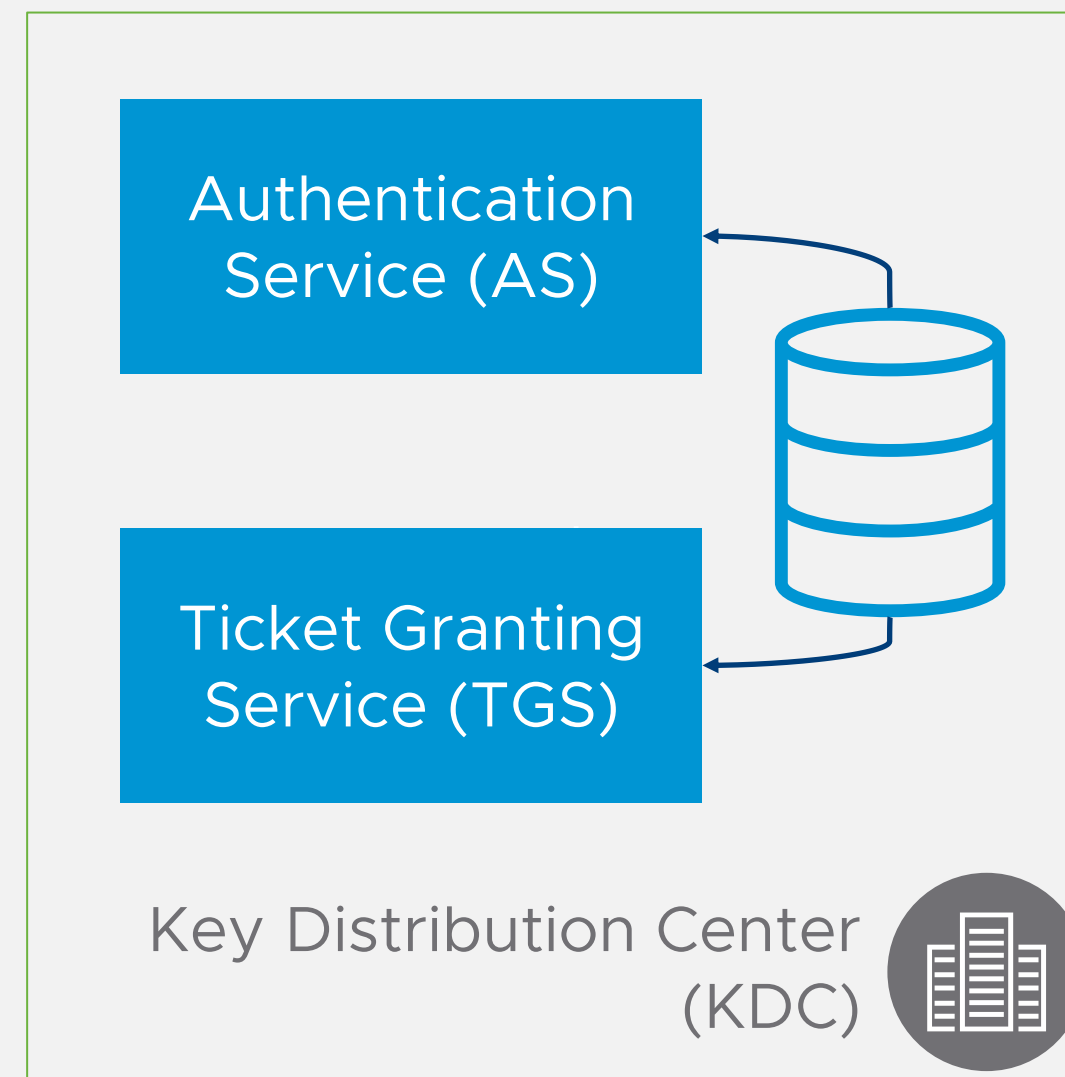 Authentication
Service (AS)
Ticket Granting
Service (TGS)
Key Distribution Center
(KDC)